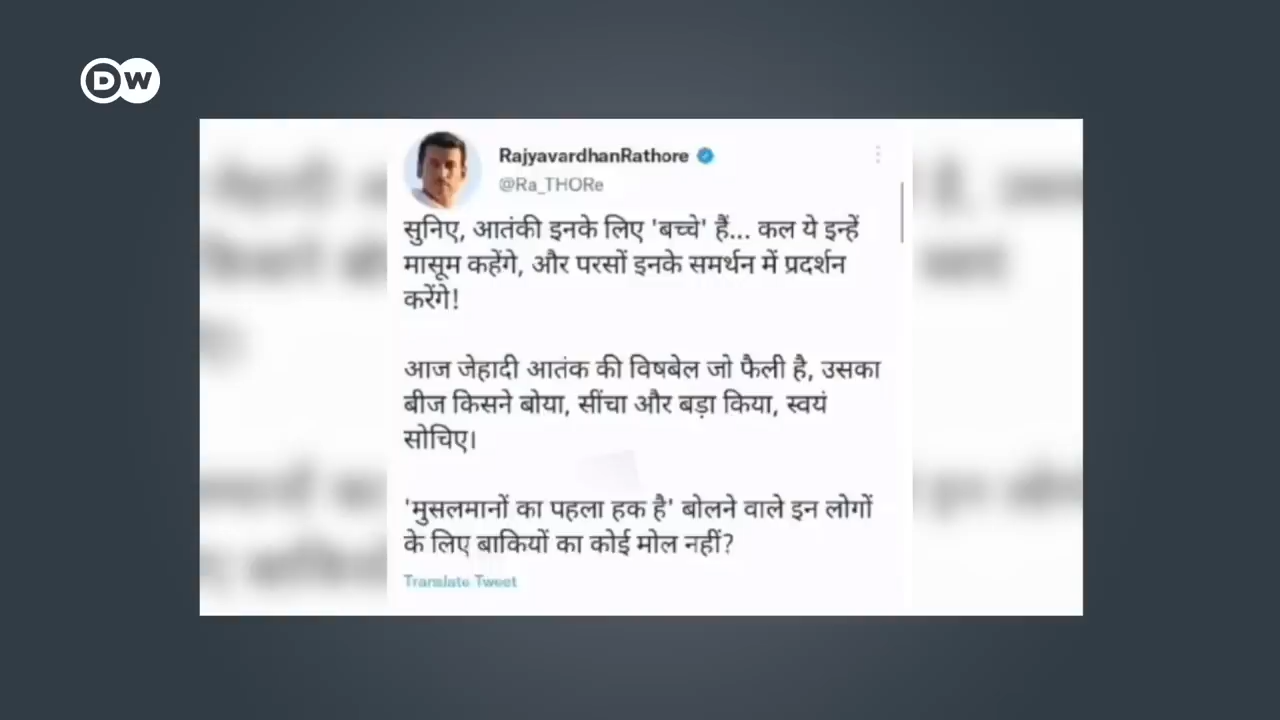 DW
RajyavardhanRathore
@Ra_THORe
सुनिए, आतंकी इनके लिए 'बच्चे' हैं... कल ये इन्हें
मासूम कहेंगे, और परसों इनके समर्थन में प्रदर्शन
करेंगे!
आज जेहादी आतंक की विषबेल जो फैली है, उसका
बीज किसने बोया, सींचा और बड़ा किया, स्वयं
सोचिए।
'मुसलमानों का पहला हक है' बोलने वाले इन लोगों
के लिए बाकियों का कोई मोल नहीं?
Translate Tweet